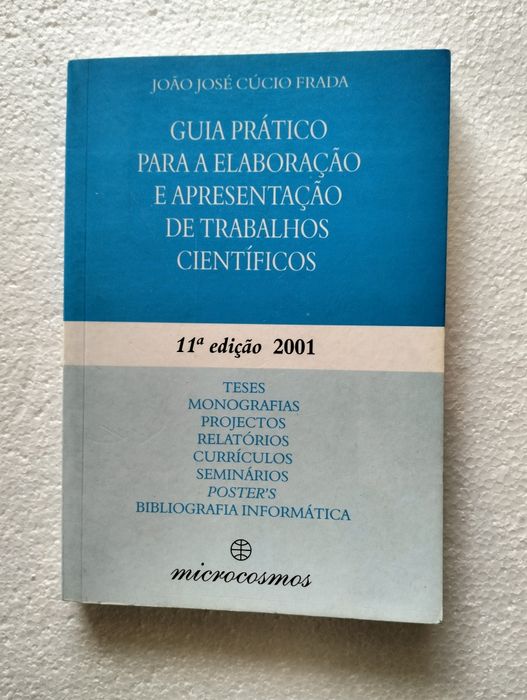 JOÃO JOSÉ CÚCIO FRADA
GUIA PRÁTICO
PARA A ELABORAÇÃO
E APRESENTAÇÃO
DE TRABALHOS
CIENTÍFICOS
11ª edição 2001
TESES
MONOGRAFIAS
PROJECTOS
RELATÓRIOS
CURRÍCULOS
SEMINÁRIOS
POSTER'S
BIBLIOGRAFIA INFORMÁTICA
microcosmos